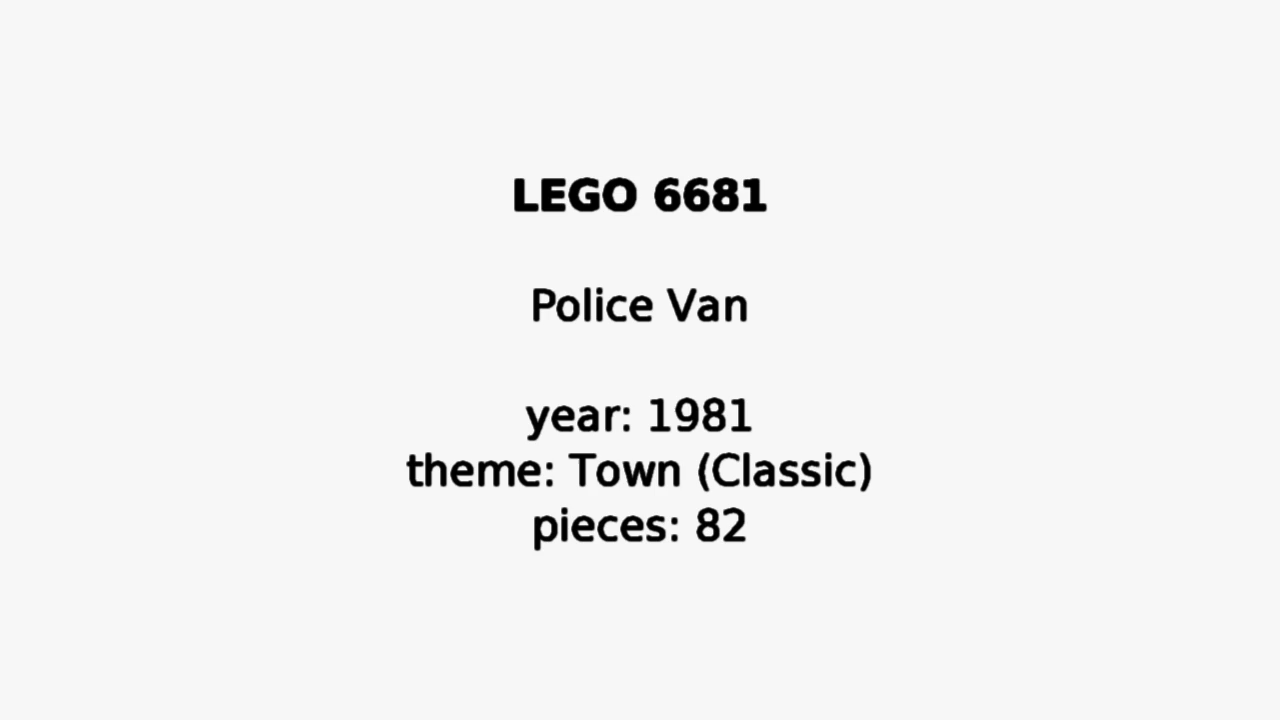 LEGO 6681
Police Van
year: 1981
theme: Town (Classic)
pieces: 82